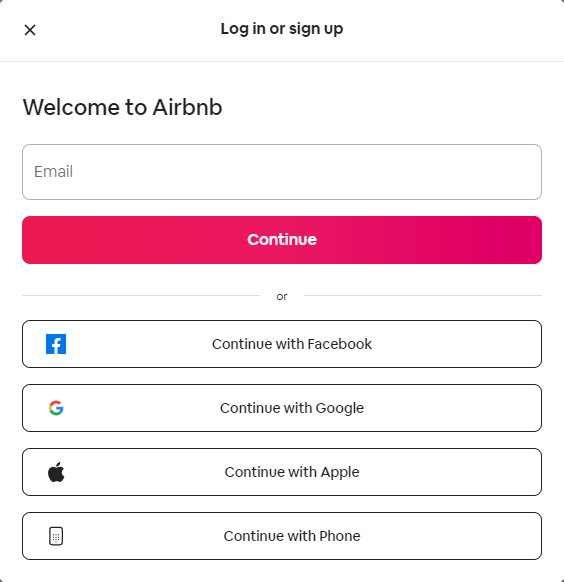 Log in or sign up
Welcome to Airbnb
Email
Continue
or
Continue with Facebook
Continue with Google
Continue with Apple
Continue with Phone